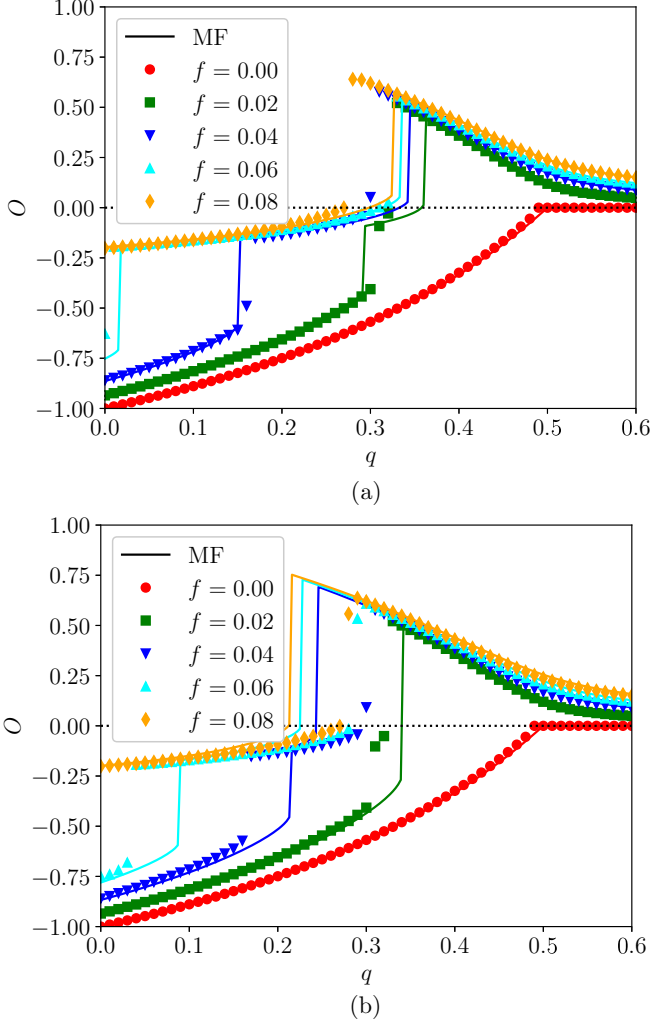 1.00
0.75
0.50
0.25
0.00
−0.25
−0.50
−0.75
−1.00
O
MF
f = 0.00
f = 0.02
f = 0.04
f = 0.06
f = 0.08
0.0 0.1 0.2 0.3 0.4 0.5 0.6
q
(a)
1.00
0.75
0.50
0.25
0.00
−0.25
−0.50
−0.75
−1.00
O
MF
f = 0.00
f = 0.02
f = 0.04
f = 0.06
f = 0.08
0.0 0.1 0.2 0.3 0.4 0.5 0.6
q
(b)